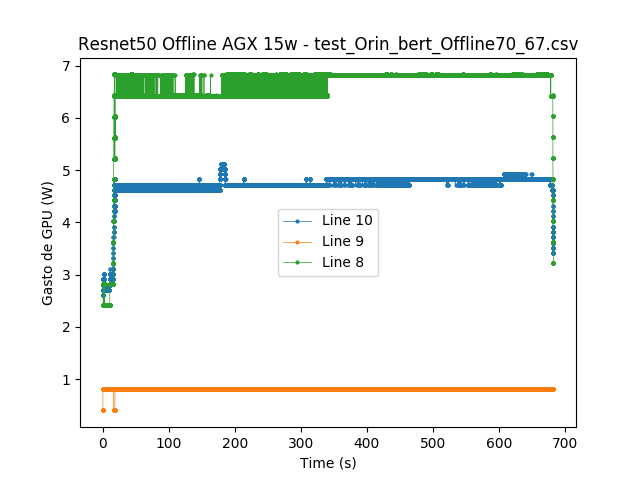 Resnet50 Offline AGX 15w - test_Orin_bert_Offline70_67.csv
7
6
5
4
3
2
1
Gasto de GPU (W)
Line 10
Line 9
Line 8
0 100 200 300 400 500 600 700
Time (s)